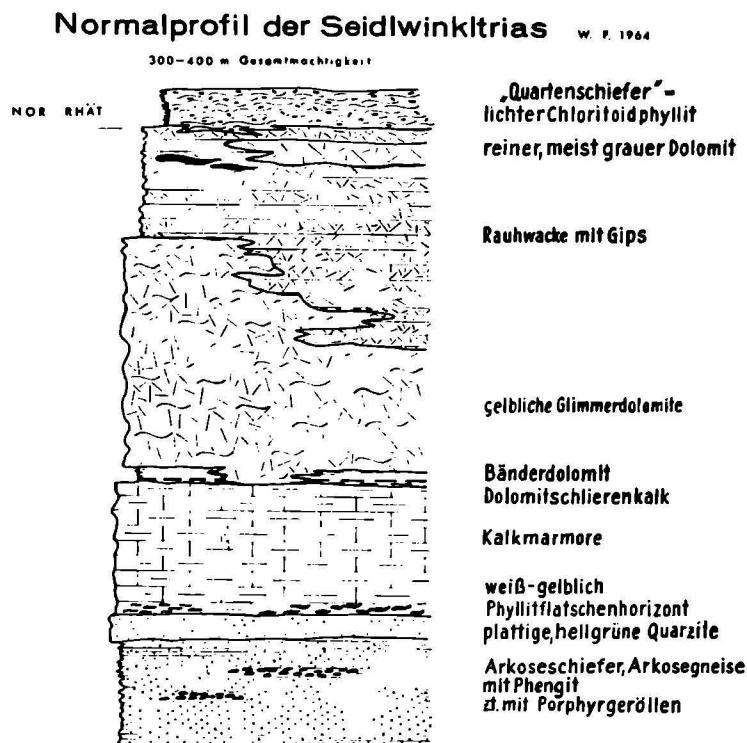 Normalprofil der Seidlwinkltrias W. F. 1964
300–400 m Gesamtmächtigkeit
NOR RHÄT
„Quartenschiefer" =
lichter Chloritoidphyllit
reiner, meist grauer Dolomit
Rauhwacke mit Gips
gelbliche Glimmerdolomite
Bänderdolomit
Dolomitschlierenkalk
Kalkmarmore
weiß-gelblich
Phyllitflatschenhorizont
plattige, hellgrüne Quarzite
Arkoseschiefer, Arkosegneise
mit Phengit
zt. mit Porphyrgeröllen